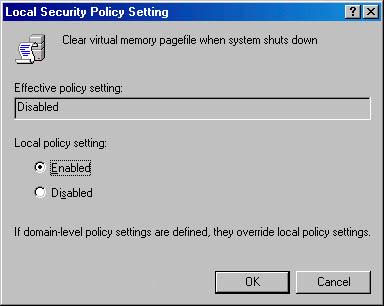 Local Security Policy Setting
Clear virtual memory pagefile when system shuts down
Effective policy setting:
Disabled
Local policy setting:
Enabled
Disabled
If domain-level policy settings are defined, they override local policy settings.
OK
Cancel